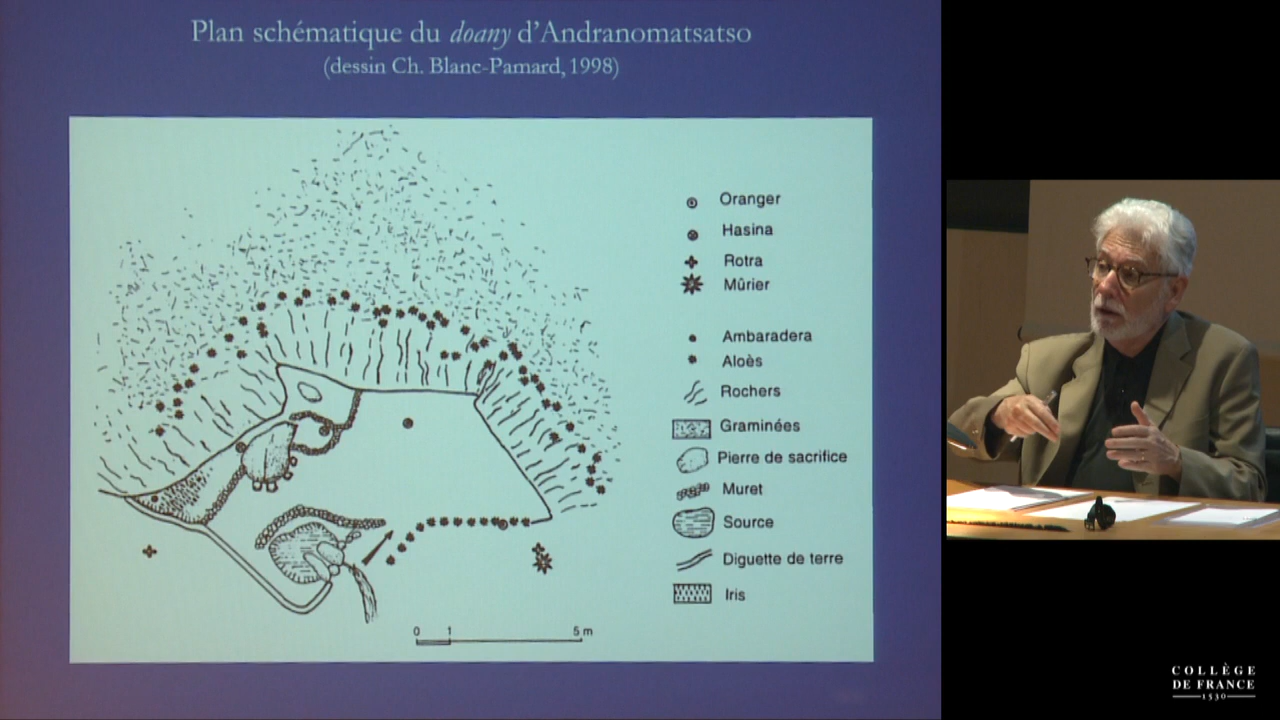 Plan schématique du doany d'Andranomatsatso
(dessin Ch. Blanc-Pamard, 1998)
Oranger
Hasina
Rotra
Mûrier
Ambaradera
Aloès
Rochers
Graminées
Pierre de sacrifice
Muret
Source
Diguette de terre
Iris
0 1 5 m
COLLÈGE
DE FRANCE
1530